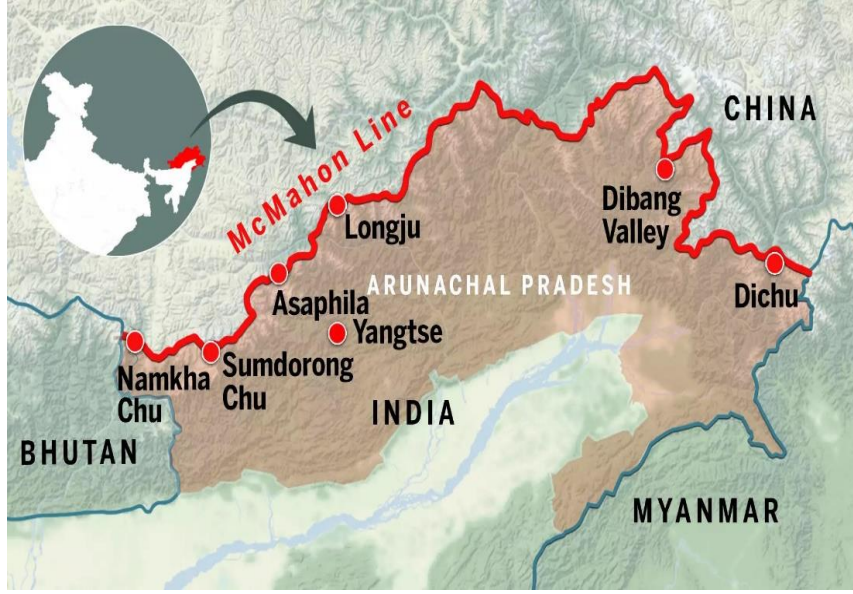 CHINA
McMahon Line
Dibang
Valley
Longju
Dichu
ARUNACHAL PRADESH
Asaphila
Yangtse
Namkha
Chu
Sumdorong
Chu
INDIA
BHUTAN
MYANMAR